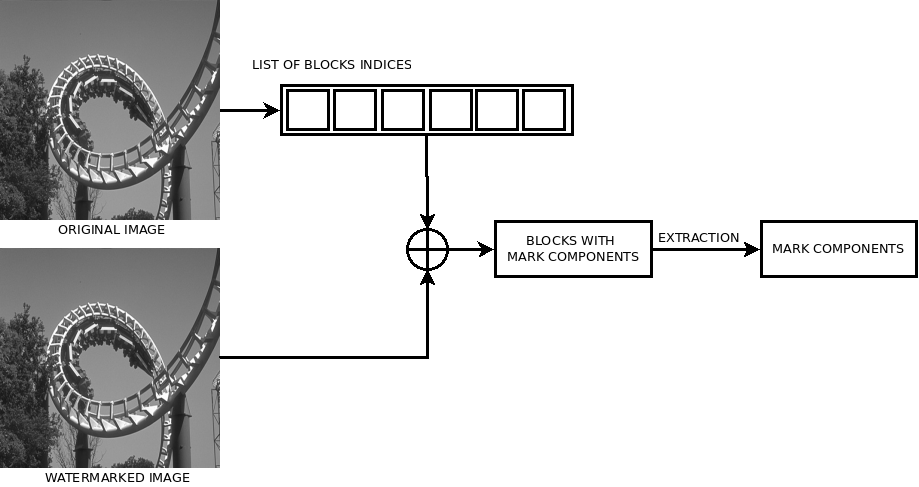 LIST OF BLOCKS INDICES
ORIGINAL IMAGE
BLOCKS WITH
MARK COMPONENTS
EXTRACTION
MARK COMPONENTS
WATERMARKED IMAGE